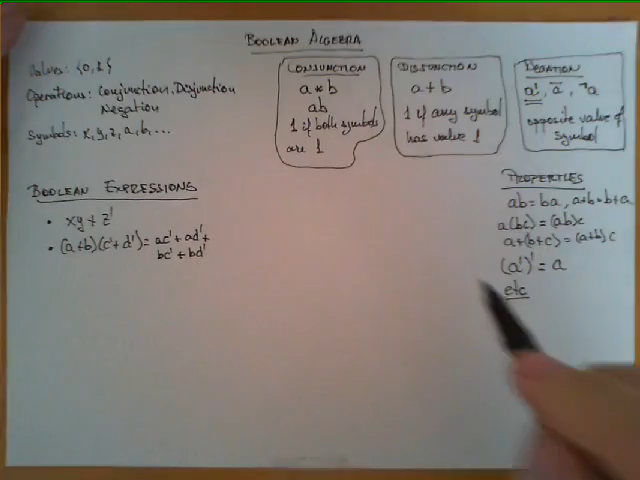 BOOLEAN ALGEBRA
Values: {0,1}
Operations: Conjunction, Disjunction
Negation
Symbols: x, y, z, a, b, ...
CONJUNCTION
a * b
ab
1 if both symbols
are 1
DISJUNCTION
a + b
1 if any symbol
has value 1
NEGATION
a', a̅, ¬a
opposite value of
symbol
BOOLEAN EXPRESSIONS
• xy + z'
• (a+b)(c'+d') = ac' + ad' +
bc' + bd'
PROPERTIES
ab = ba, a+b = b+a
a(bc) = (ab)c
a+(b+c) = (a+b) c
(a')' = a
etc